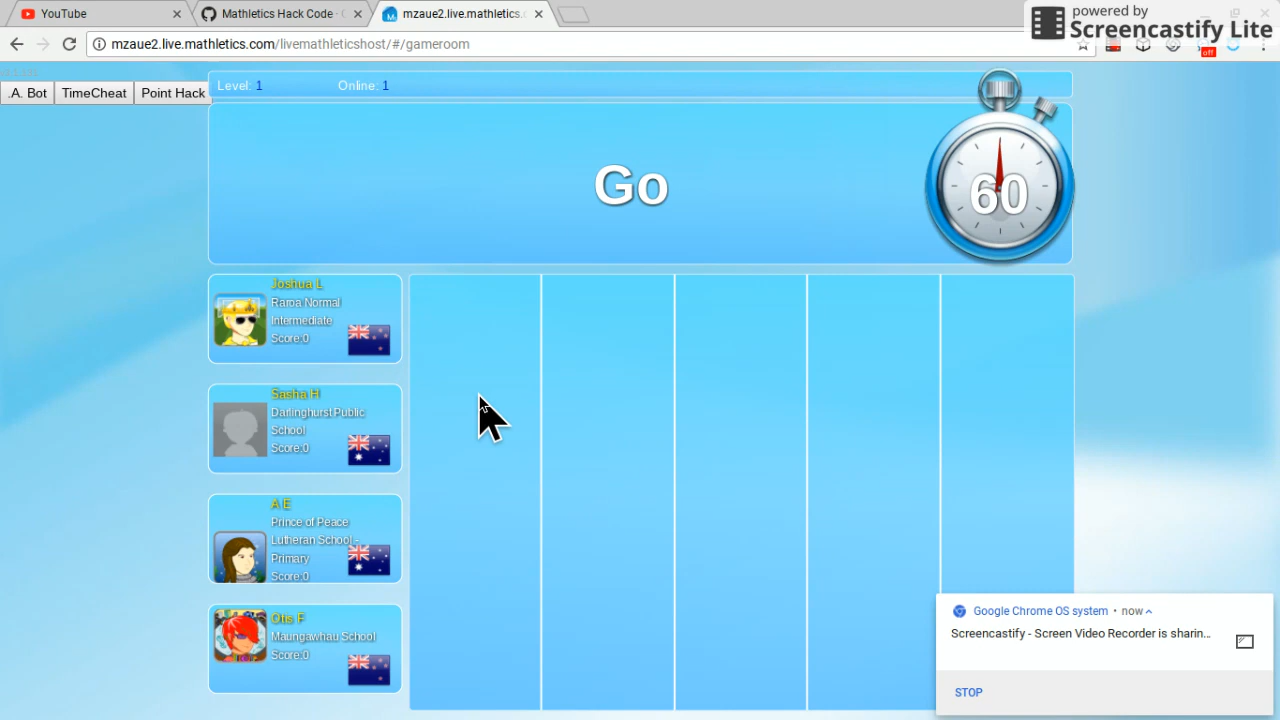 YouTube
Mathletics Hack Code -
mzaue2.live.mathletics.
powered by
Screencastify Lite
mzaue2.live.mathletics.com/livemathleticshost/#/gameroom
off
.A. Bot
TimeCheat
Point Hack
Level: 1
Online: 1
Go
60
Joshua L
Raroa Normal
Intermediate
Score:0
Sasha H
Darlinghurst Public
School
Score:0
A E
Prince of Peace
Lutheran School -
Primary
Score:0
Otis F
Maungawhau School
Score:0
Google Chrome OS system • now
Screencastify - Screen Video Recorder is sharin...
STOP